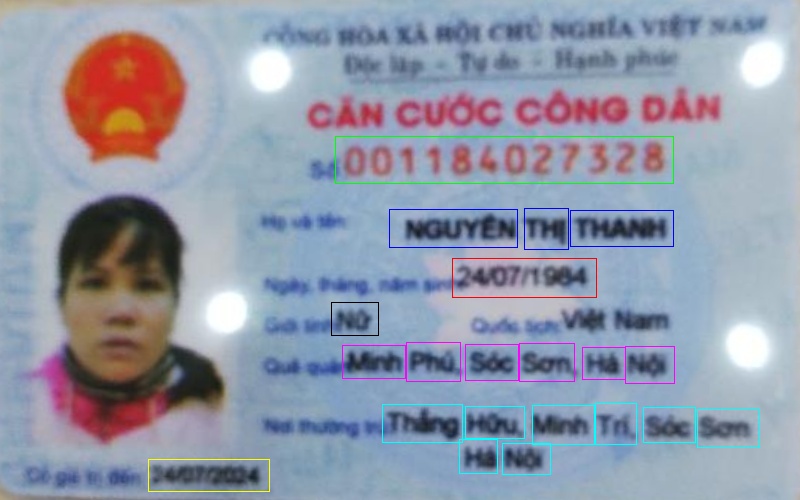 CỘNG HÒA XÃ HỘI CHỦ NGHĨA VIỆT NAM
Độc lập - Tự do - Hạnh phúc
CĂN CƯỚC CÔNG DÂN
Số 001184027328
Họ và tên: NGUYỄN THỊ THANH
Ngày, tháng, năm sinh: 24/07/1984
Giới tính: Nữ Quốc tịch: Việt Nam
Quê quán: Minh Phú, Sóc Sơn, Hà Nội
Nơi thường trú: Thắng Hữu, Minh Trí, Sóc Sơn
Hà Nội
Có giá trị đến: 24/07/2024